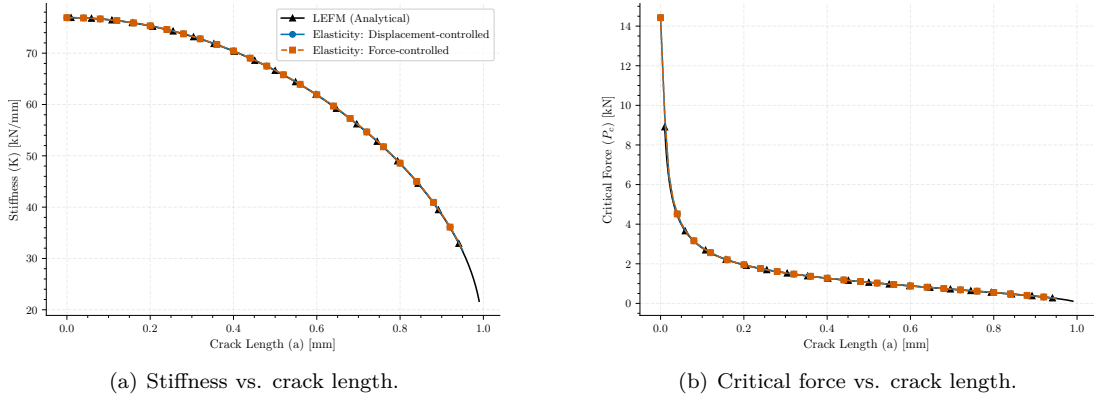 LEFM (Analytical)
Elasticity: Displacement-controlled
Elasticity: Force-controlled
Stiffness (K) [kN/mm]
70
60
50
40
30
20
0.0 0.2 0.4 0.6 0.8 1.0
Crack Length (a) [mm]
(a) Stiffness vs. crack length.
Critical Force (P_c) [kN]
14
12
10
8
6
4
2
0
0.0 0.2 0.4 0.6 0.8 1.0
Crack Length (a) [mm]
(b) Critical force vs. crack length.